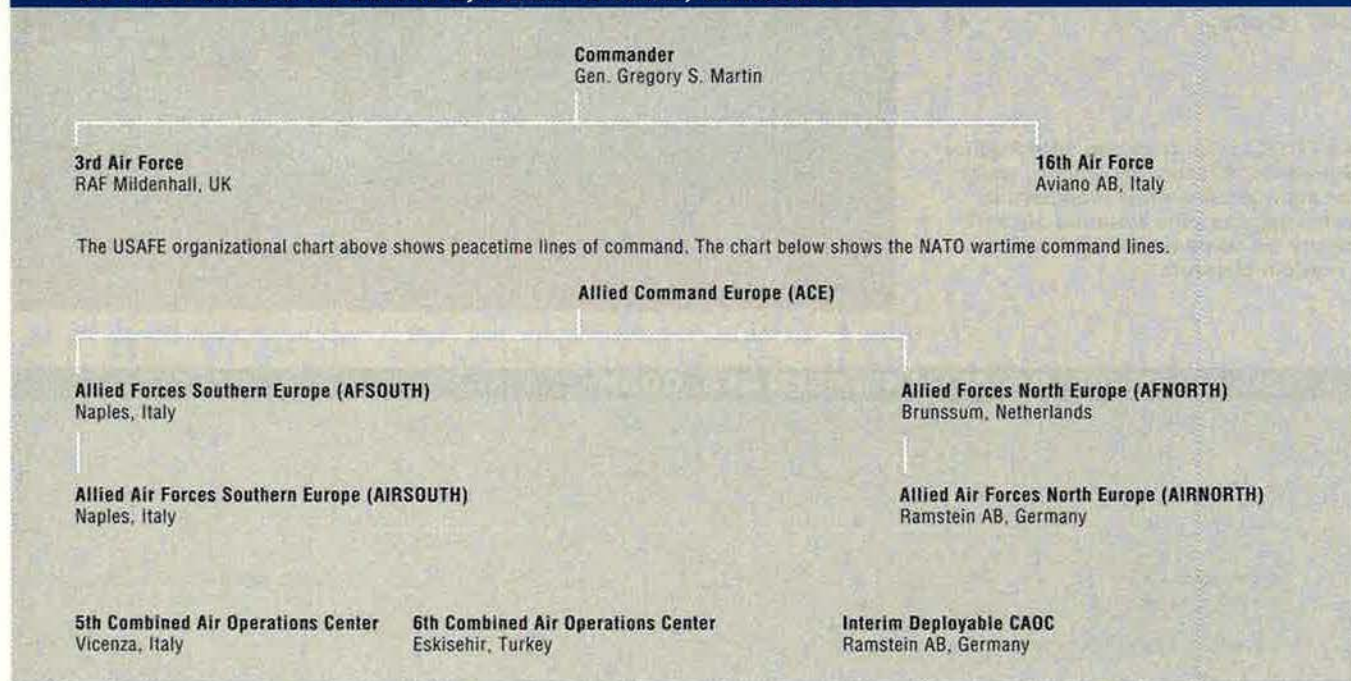 Commander
Gen. Gregory S. Martin
3rd Air Force
RAF Mildenhall, UK
16th Air Force
Aviano AB, Italy
The USAFE organizational chart above shows peacetime lines of command. The chart below shows the NATO wartime command lines.
Allied Command Europe (ACE)
Allied Forces Southern Europe (AFSOUTH)
Naples, Italy
Allied Forces North Europe (AFNORTH)
Brunssum, Netherlands
Allied Air Forces Southern Europe (AIRSOUTH)
Naples, Italy
Allied Air Forces North Europe (AIRNORTH)
Ramstein AB, Germany
5th Combined Air Operations Center
Vicenza, Italy
6th Combined Air Operations Center
Eskisehir, Turkey
Interim Deployable CAOC
Ramstein AB, Germany